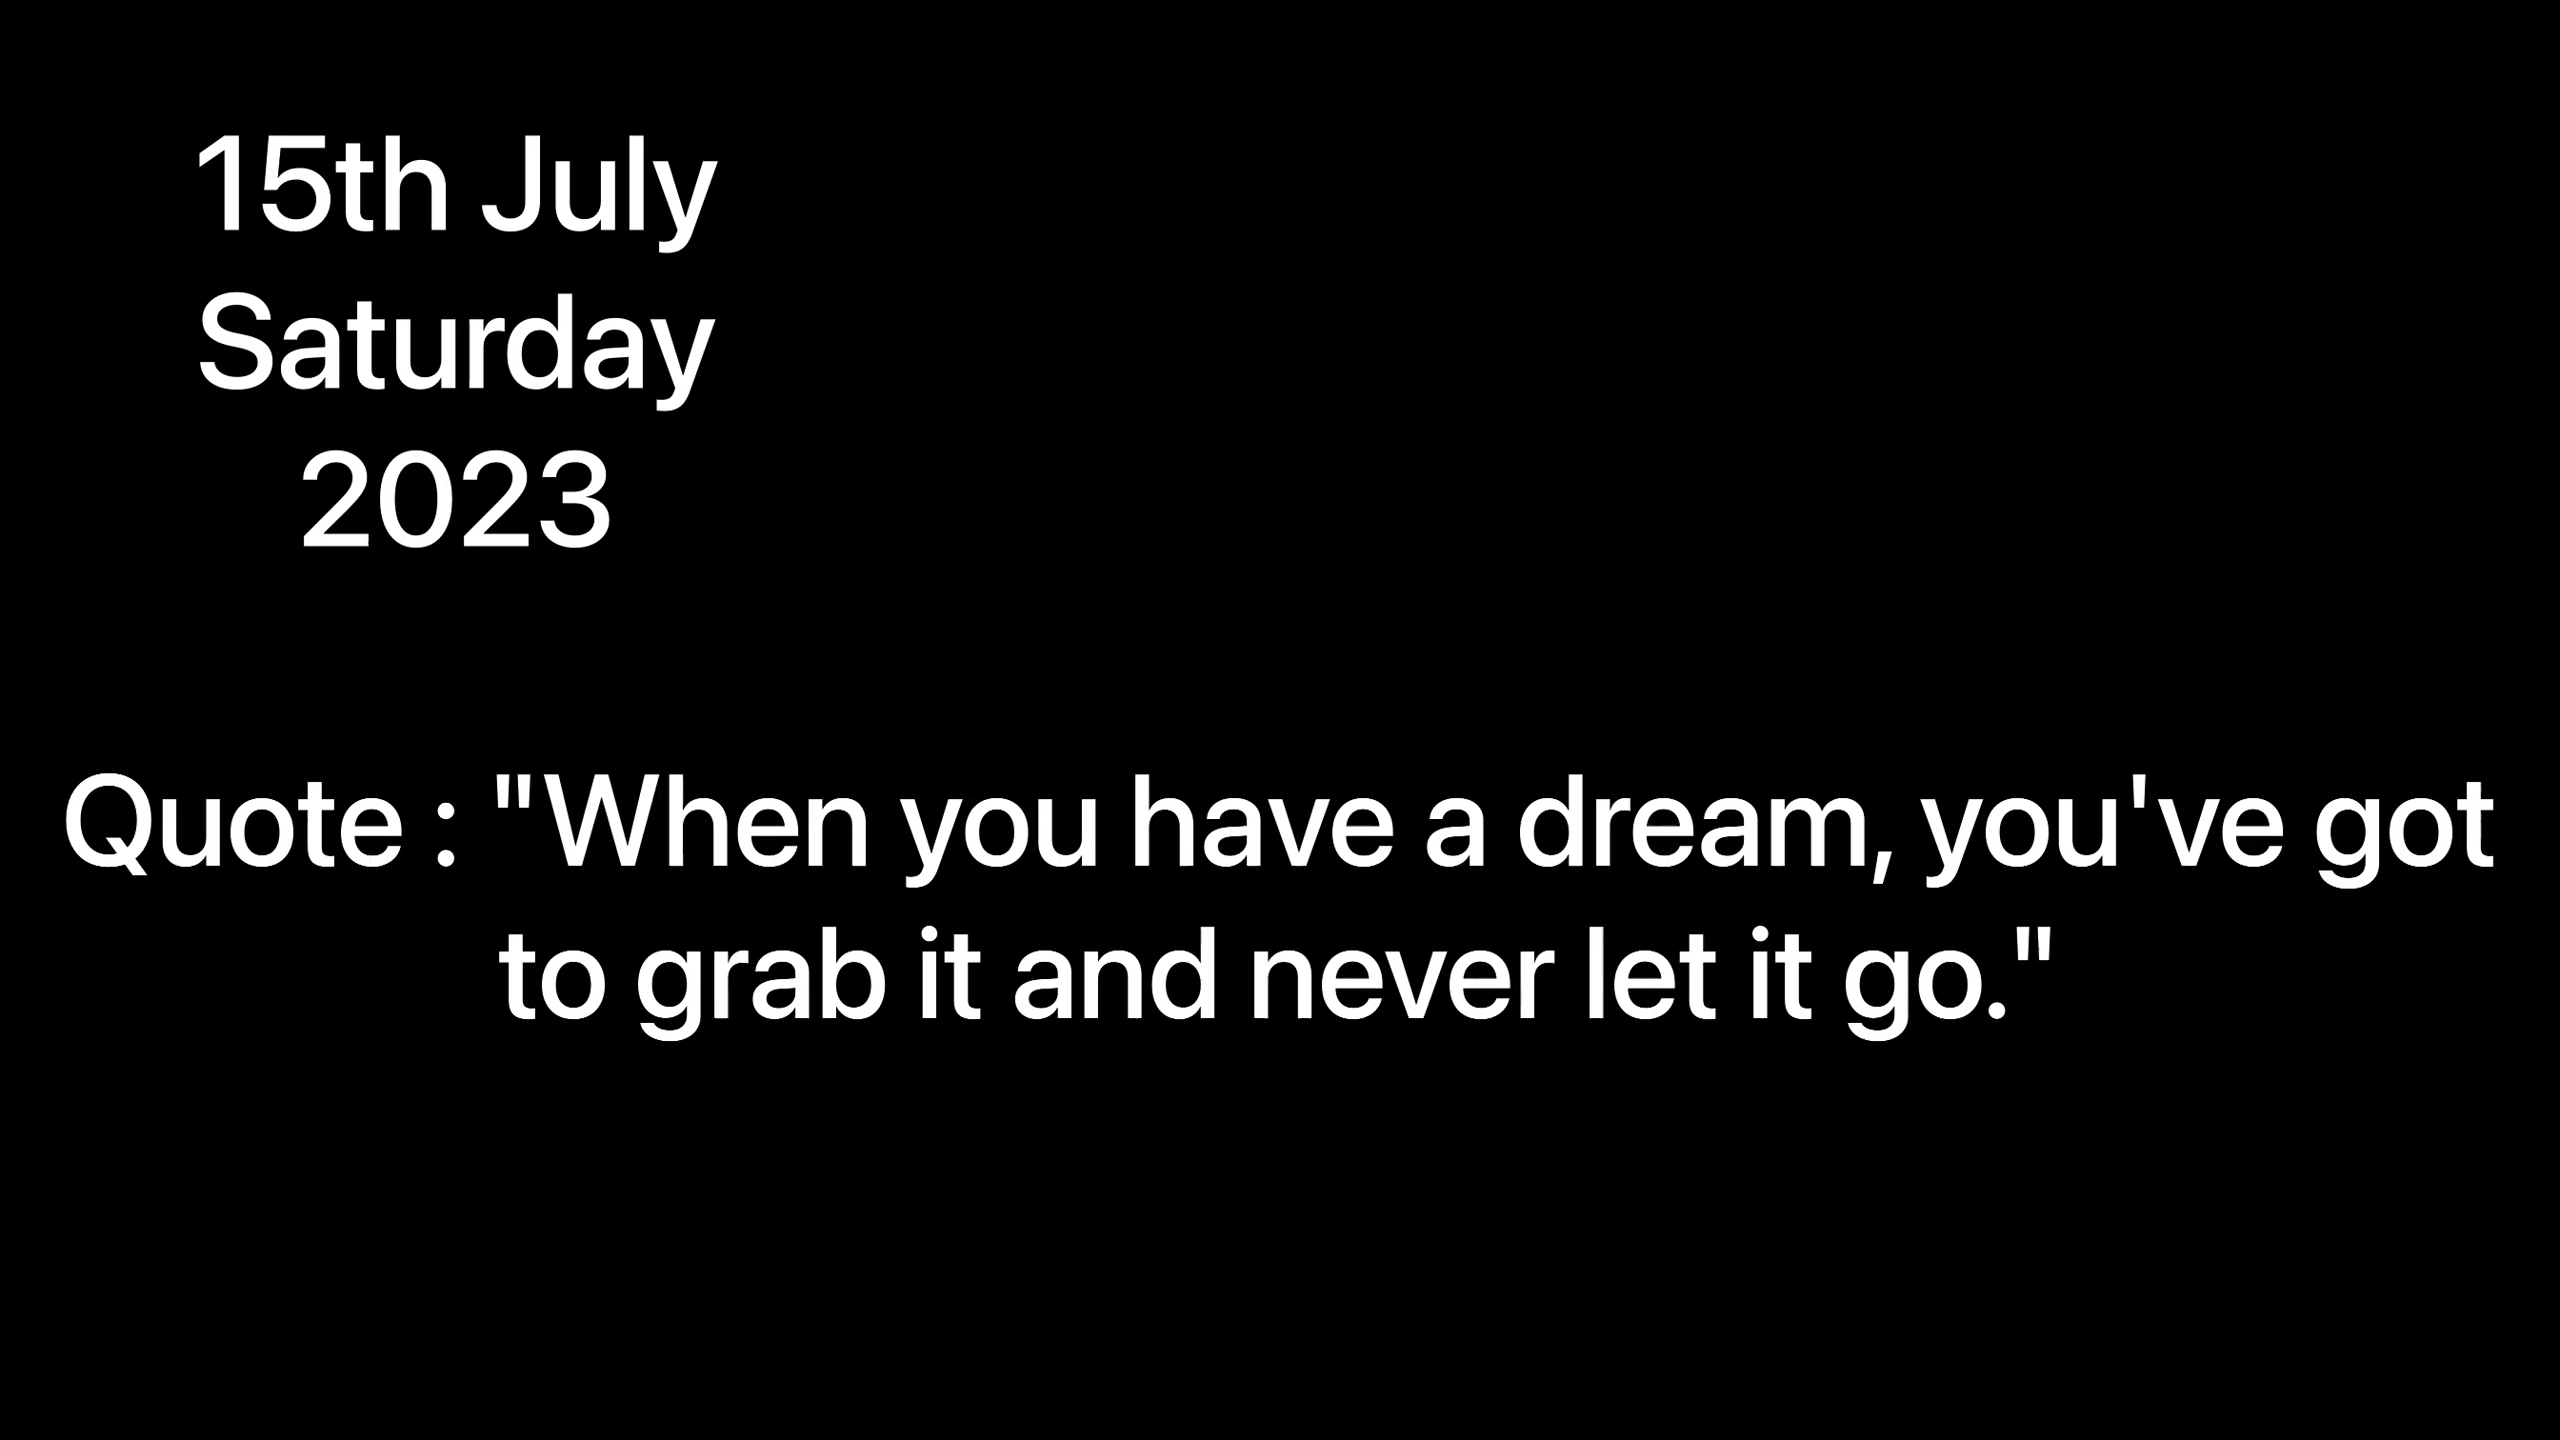 15th July
Saturday
2023
Quote : "When you have a dream, you've got
to grab it and never let it go."